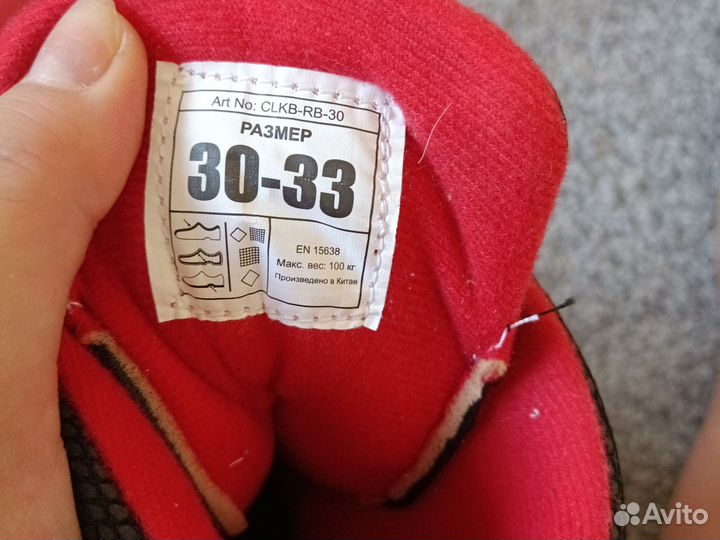 Art No: CLKB-RB-30
РАЗМЕР
30-33
EN 15638
Макс. вес: 100 кг
Произведено в Китае
Avito